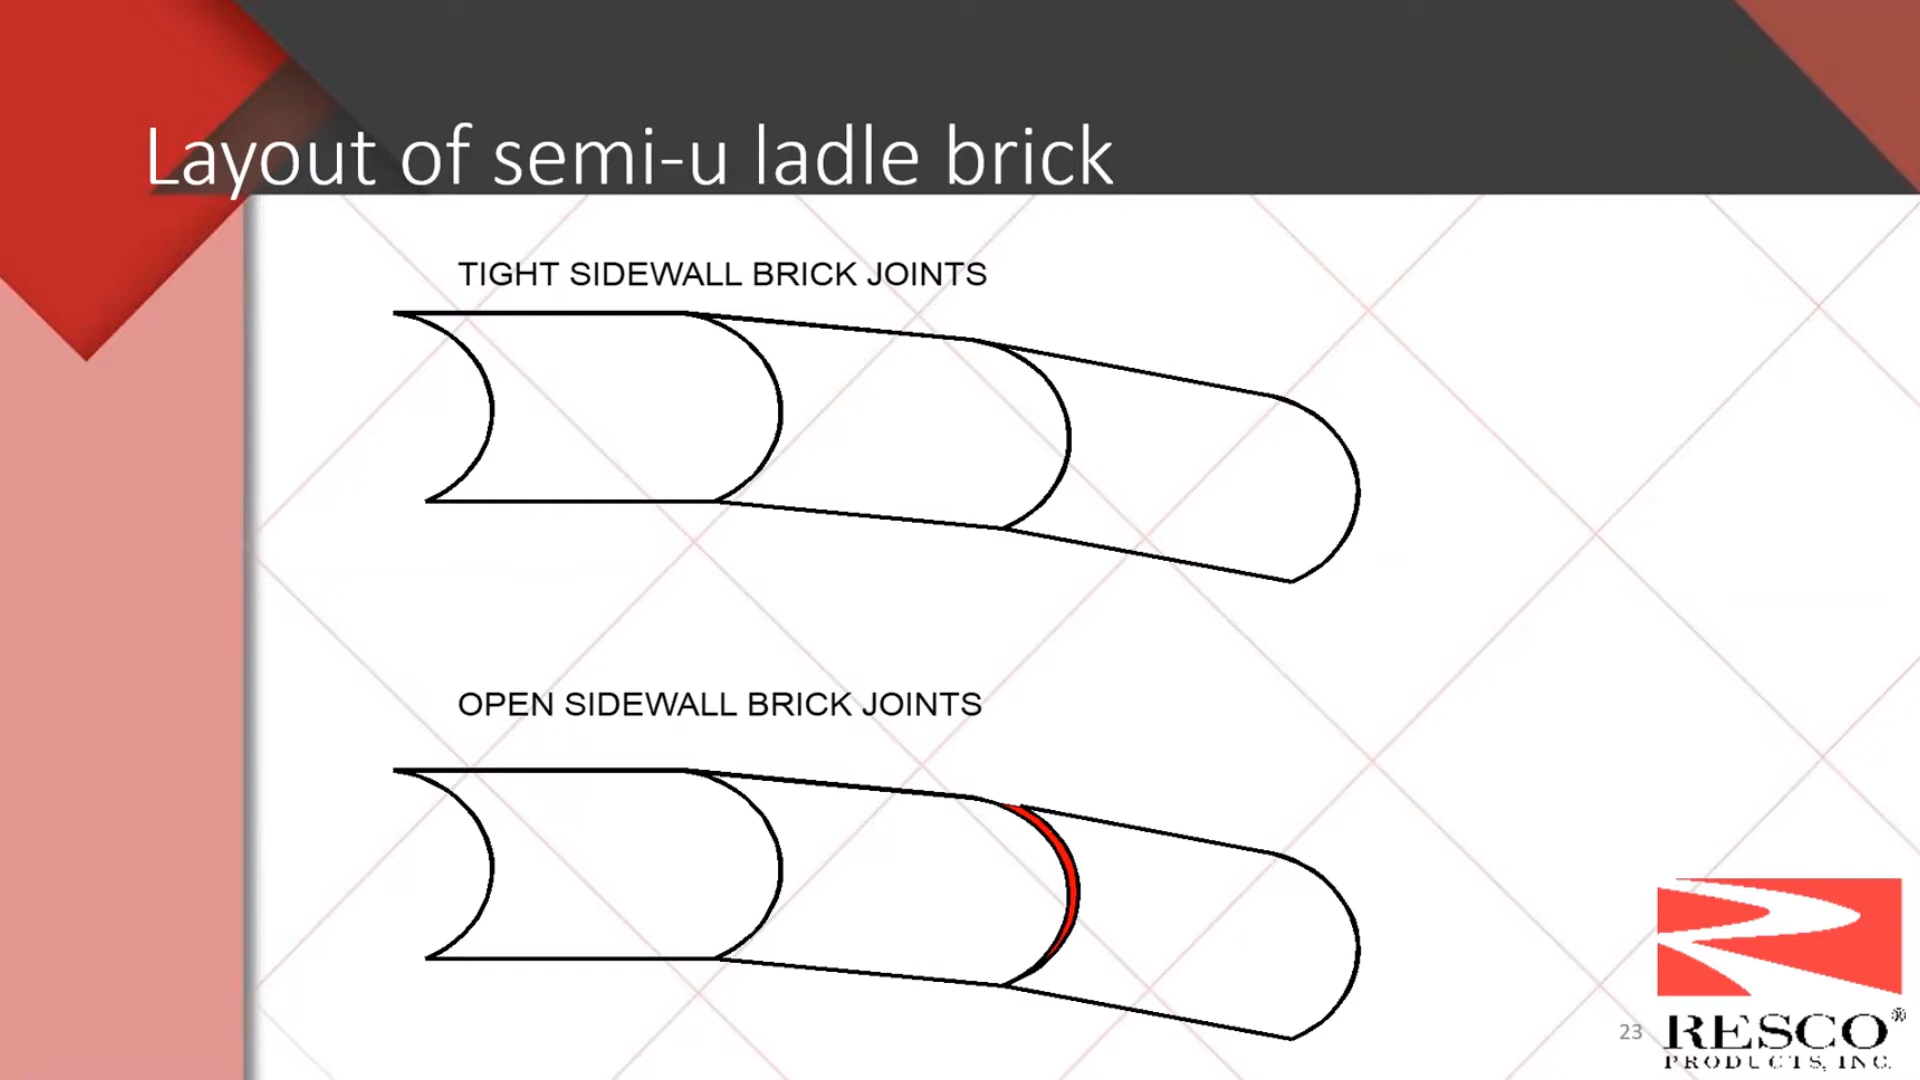 Layout of semi-u ladle brick
TIGHT SIDEWALL BRICK JOINTS
OPEN SIDEWALL BRICK JOINTS
23
RESCO®
PRODUCTS, INC.